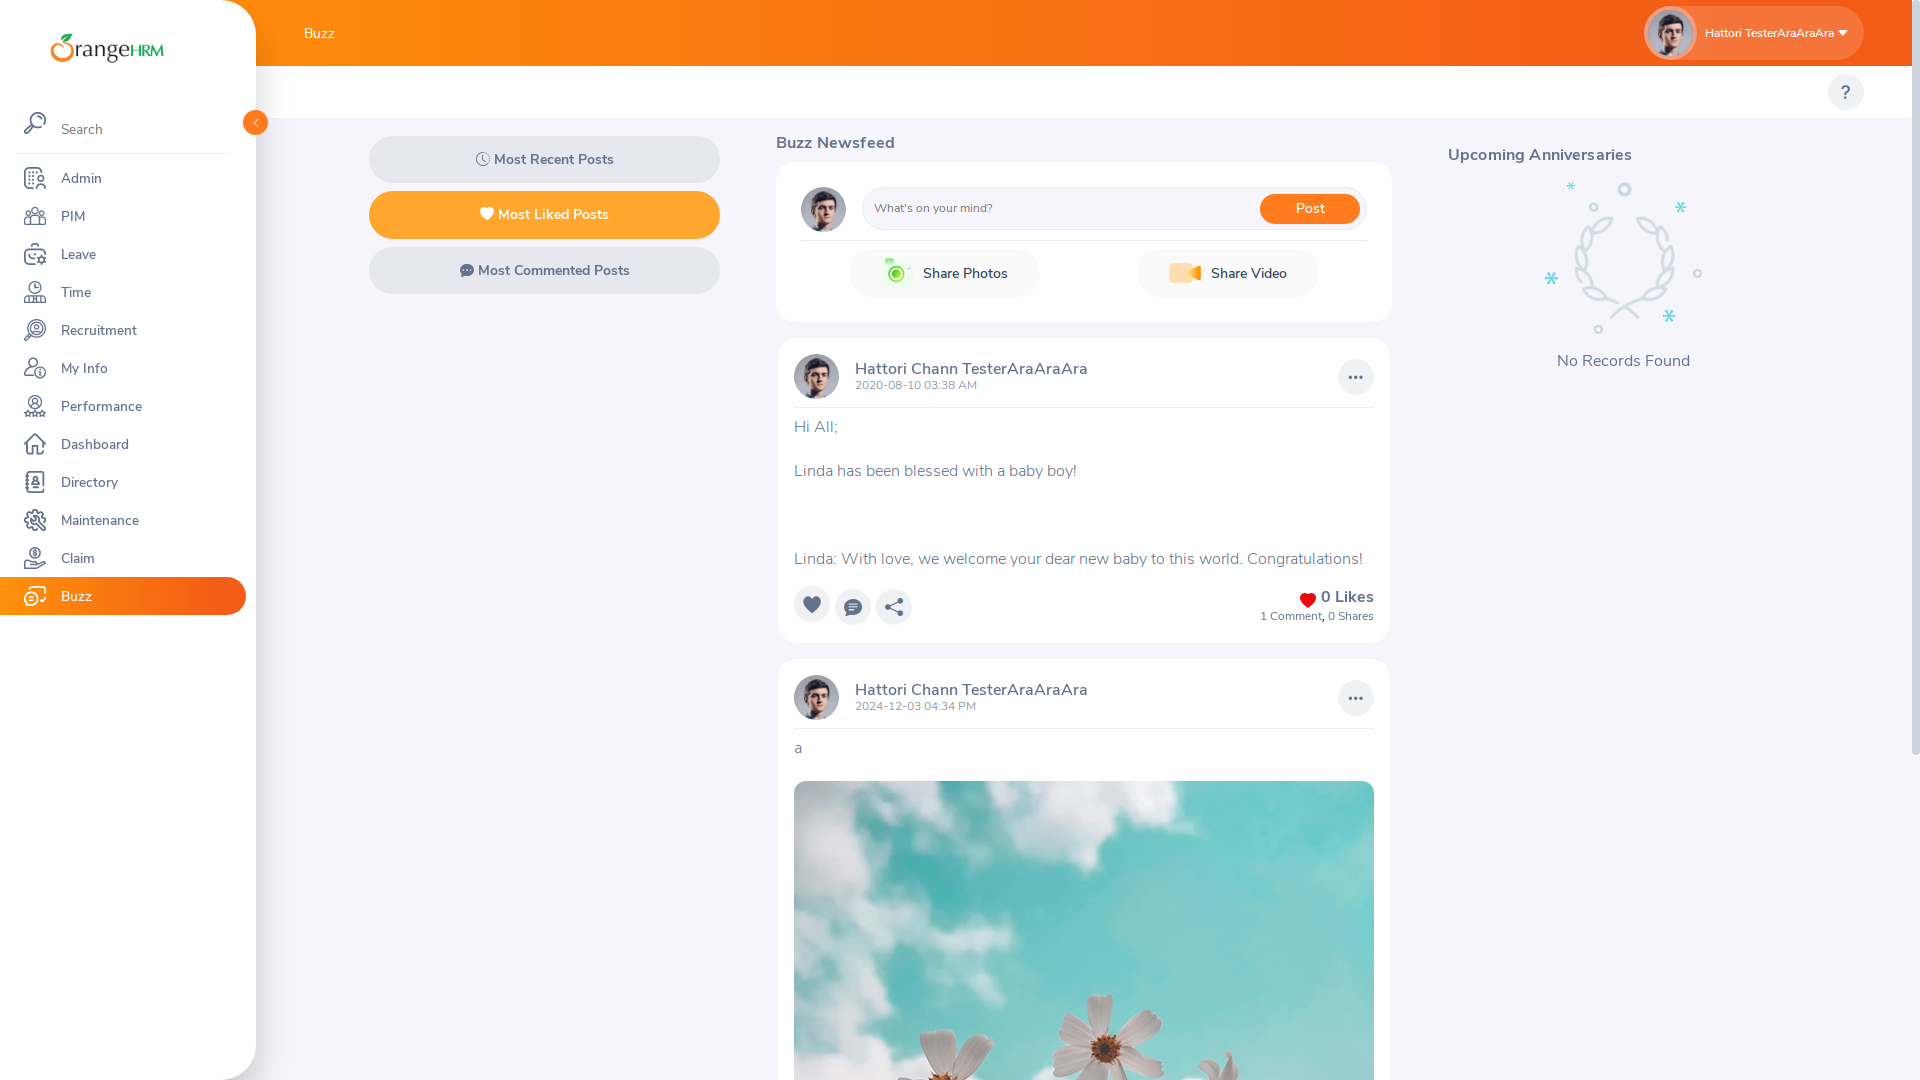 OrangeHRM
Search
Admin
PIM
Leave
Time
Recruitment
My Info
Performance
Dashboard
Directory
Maintenance
Claim
Buzz
Buzz
Hattori TesterAraAraAra
?
Most Recent Posts
Most Liked Posts
Most Commented Posts
Buzz Newsfeed
What's on your mind?
Post
Share Photos
Share Video
Hattori Chann TesterAraAraAra
2020-08-10 03:38 AM
Hi All;
Linda has been blessed with a baby boy!
Linda: With love, we welcome your dear new baby to this world. Congratulations!
0 Likes
1 Comment, 0 Shares
Hattori Chann TesterAraAraAra
2024-12-03 04:34 PM
a
Upcoming Anniversaries
No Records Found